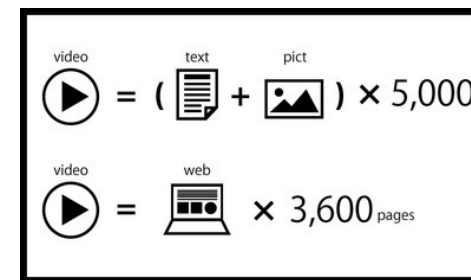 video text pict
= ( + ) × 5,000
video web
= × 3,600 pages